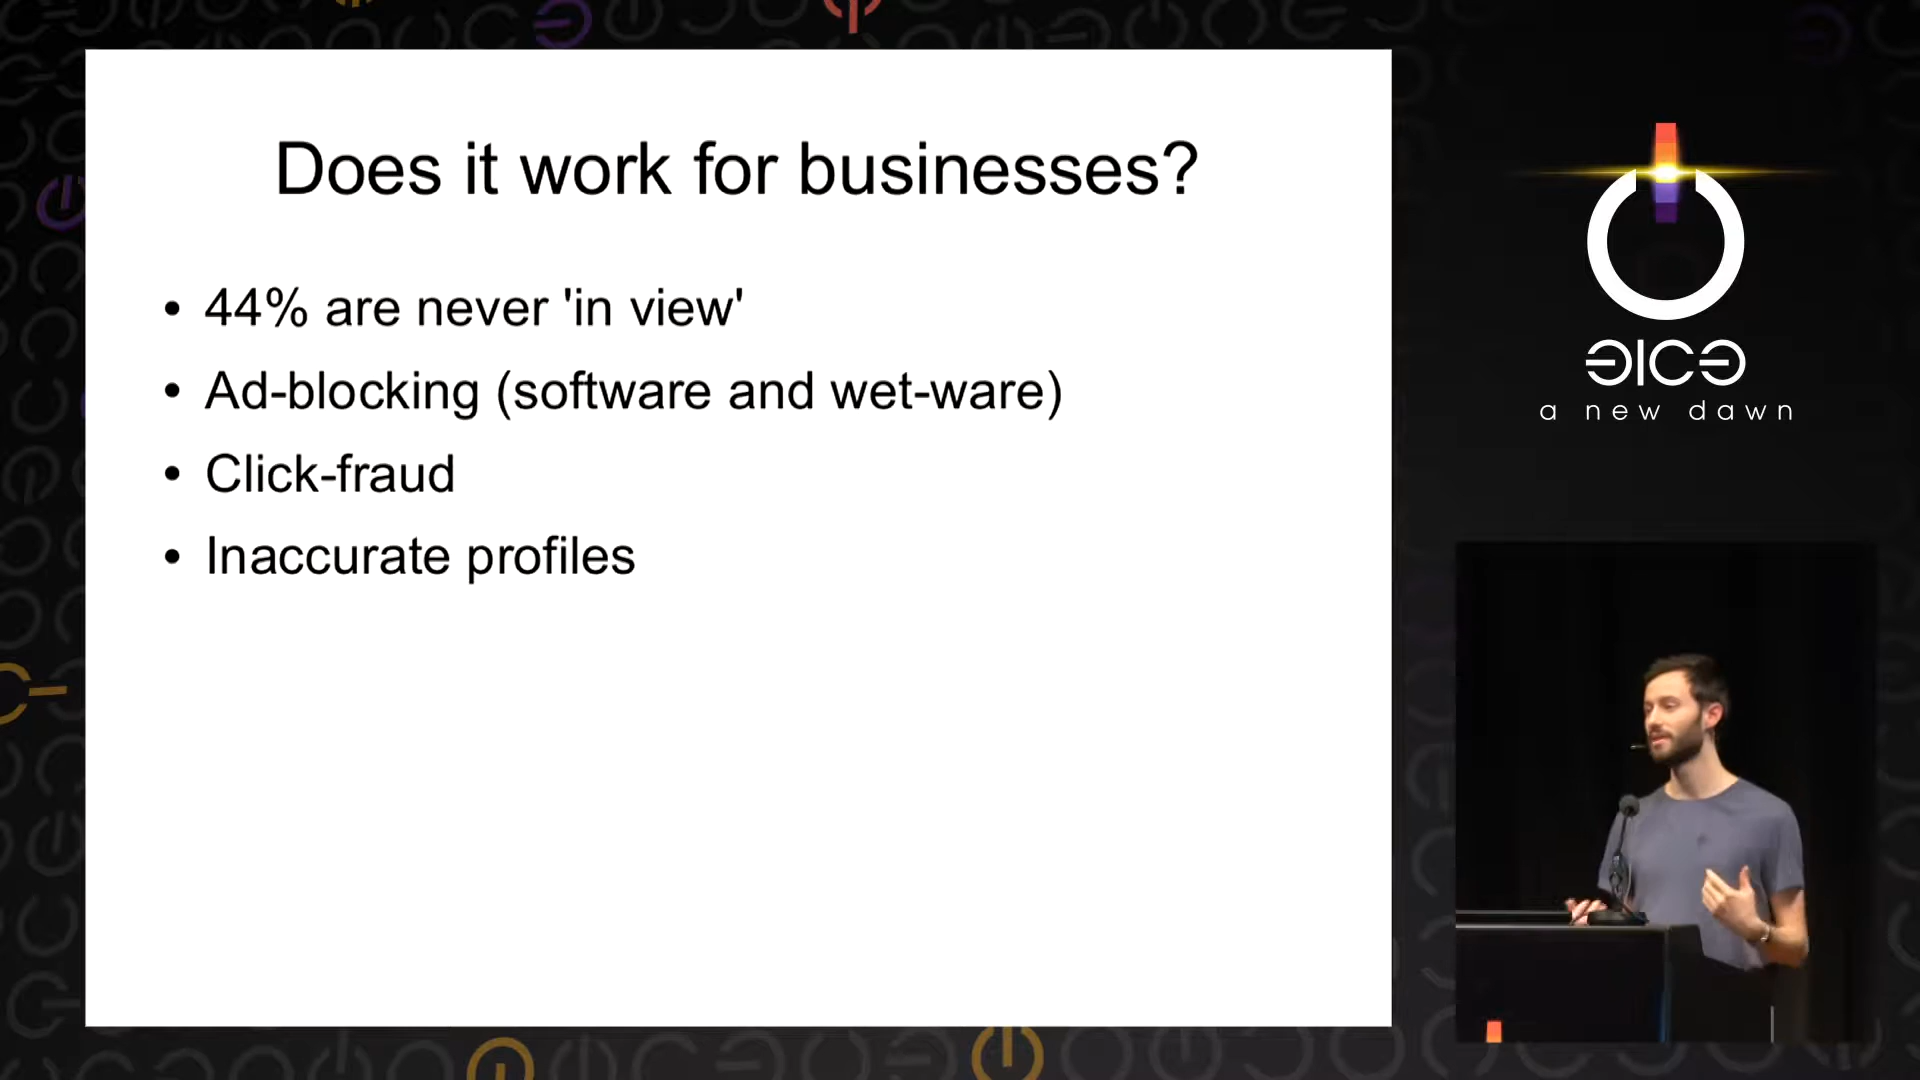 Does it work for businesses?
• 44% are never 'in view'
• Ad-blocking (software and wet-ware)
• Click-fraud
• Inaccurate profiles
a new dawn